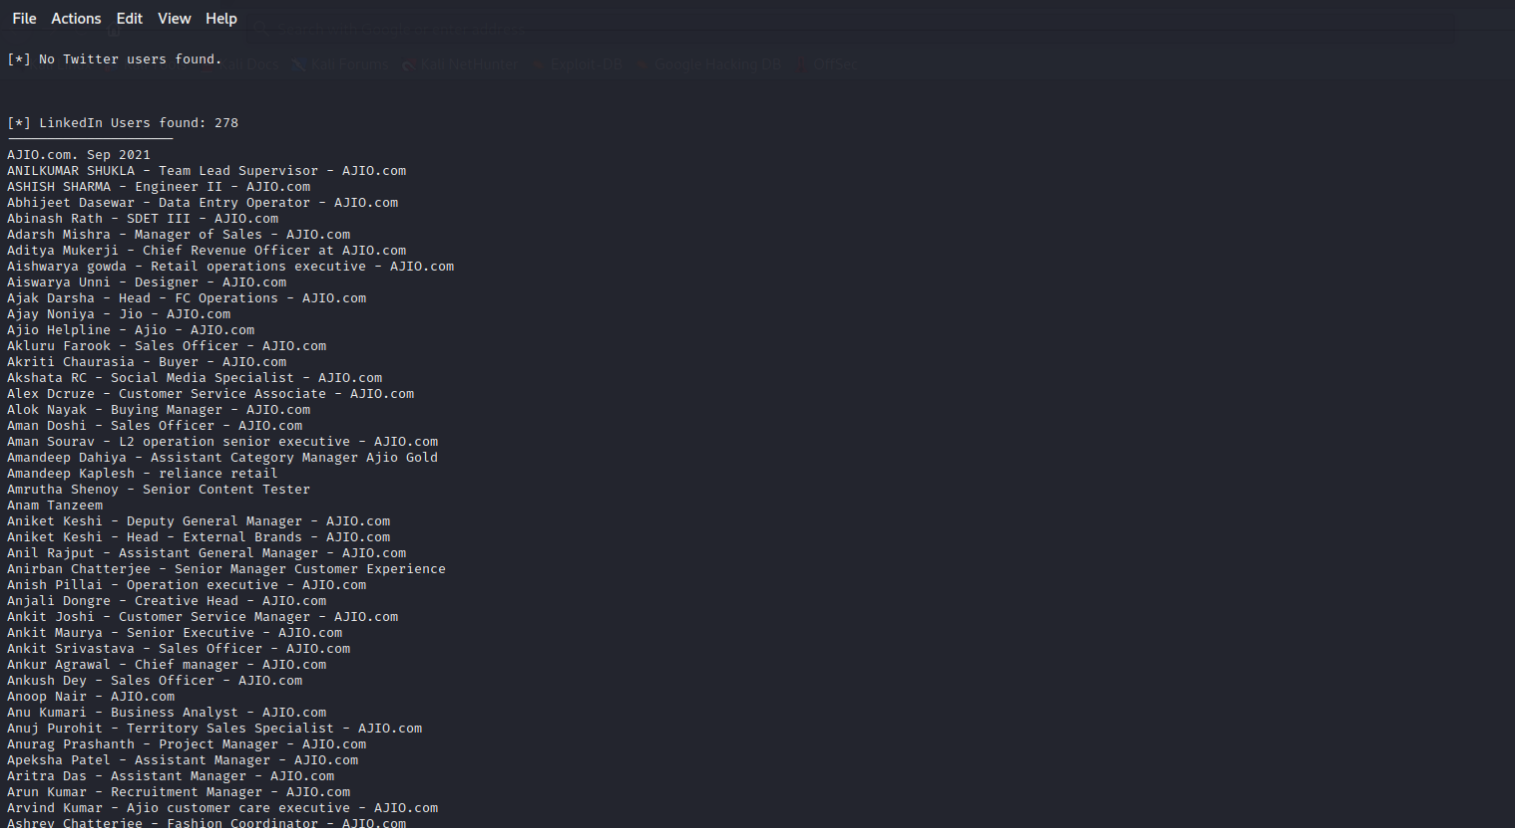 File Actions Edit View Help
[*] No Twitter users found.
Kali Docs Kali Forums Kali NetHunter Exploit-DB Google Hacking DB OffSec
[*] LinkedIn Users found: 278
AJIO.com. Sep 2021
ANILKUMAR SHUKLA - Team Lead Supervisor - AJIO.com
ASHISH SHARMA - Engineer II - AJIO.com
Abhijeet Dasewar - Data Entry Operator - AJIO.com
Abinash Rath - SDET III - AJIO.com
Adarsh Mishra - Manager of Sales - AJIO.com
Aditya Mukerji - Chief Revenue Officer at AJIO.com
Aishwarya gowda - Retail operations executive - AJIO.com
Aiswarya Unni - Designer - AJIO.com
Ajak Darsha - Head - FC Operations - AJIO.com
Ajay Noniya - Jio - AJIO.com
Ajio Helpline - Ajio - AJIO.com
Akluru Farook - Sales Officer - AJIO.com
Akriti Chaurasia - Buyer - AJIO.com
Akshata RC - Social Media Specialist - AJIO.com
Alex Dcruze - Customer Service Associate - AJIO.com
Alok Nayak - Buying Manager - AJIO.com
Aman Doshi - Sales Officer - AJIO.com
Aman Sourav - L2 operation senior executive - AJIO.com
Amandeep Dahiya - Assistant Category Manager Ajio Gold
Amandeep Kaplesh - reliance retail
Amrutha Shenoy - Senior Content Tester
Anam Tanzeem
Aniket Keshi - Deputy General Manager - AJIO.com
Aniket Keshi - Head - External Brands - AJIO.com
Anil Rajput - Assistant General Manager - AJIO.com
Anirban Chatterjee - Senior Manager Customer Experience
Anish Pillai - Operation executive - AJIO.com
Anjali Dongre - Creative Head - AJIO.com
Ankit Joshi - Customer Service Manager - AJIO.com
Ankit Maurya - Senior Executive - AJIO.com
Ankit Srivastava - Sales Officer - AJIO.com
Ankur Agrawal - Chief manager - AJIO.com
Ankush Dey - Sales Officer - AJIO.com
Anoop Nair - AJIO.com
Anu Kumari - Business Analyst - AJIO.com
Anuj Purohit - Territory Sales Specialist - AJIO.com
Anurag Prashanth - Project Manager - AJIO.com
Apeksha Patel - Assistant Manager - AJIO.com
Aritra Das - Assistant Manager - AJIO.com
Arun Kumar - Recruitment Manager - AJIO.com
Arvind Kumar - Ajio customer care executive - AJIO.com
Ashrey Chatterjee - Fashion Coordinator - AJIO.com